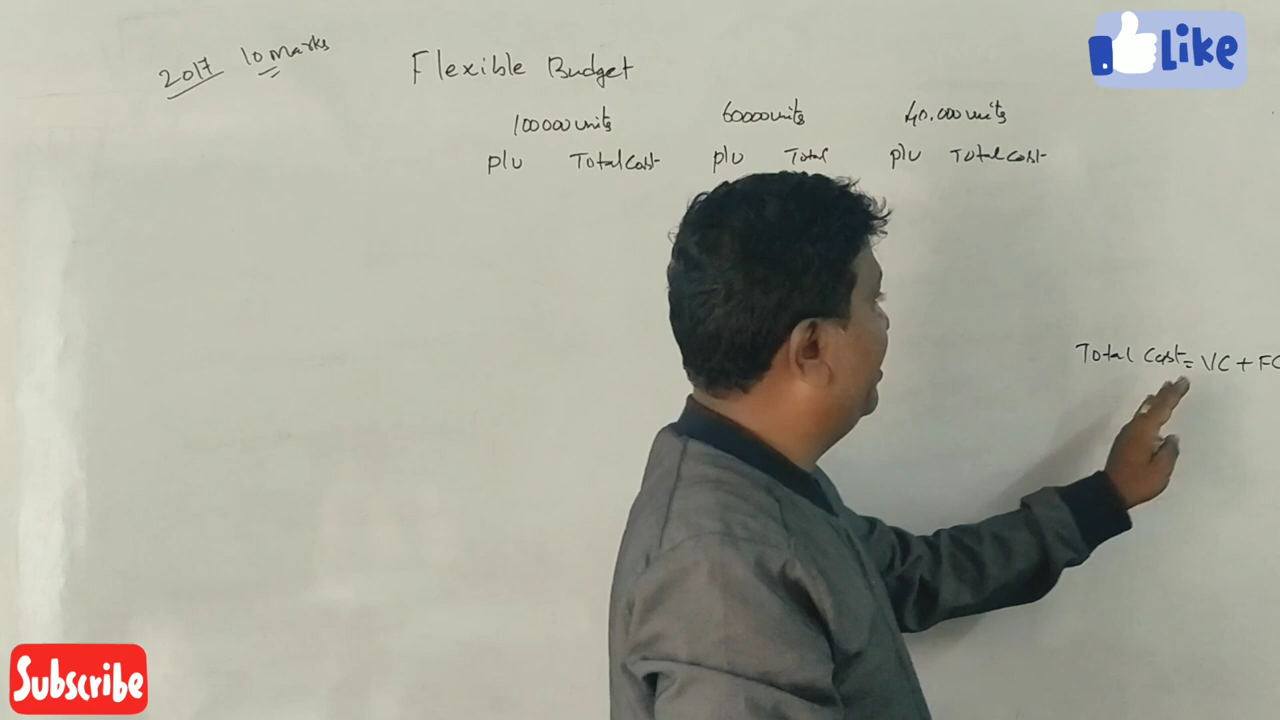 2017 10 Marks
Flexible Budget
100000 units 60000 units 40.000 units
P/U Total Cost P/U Total P/U Total Cost
Total Cost = VC + FC
Like
Subscribe